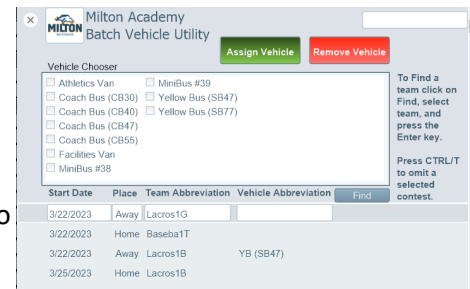 Milton Academy
Batch Vehicle Utility
MILTON
Assign Vehicle
Remove Vehicle
Vehicle Chooser
Athletics Van
MiniBus #39
Coach Bus (CB30)
Yellow Bus (SB47)
Coach Bus (CB40)
Yellow Bus (SB77)
Coach Bus (CB47)
Coach Bus (CB55)
Facilities Van
MiniBus #38
To Find a
team click on
Find, select
team, and
press the
Enter key.
Press CTRL/T
to omit a
selected
contest.
Start Date Place Team Abbreviation Vehicle Abbreviation Find
3/22/2023 Away Lacros1G
3/22/2023 Home Baseba1T
3/22/2023 Away Lacros1B YB (SB47)
3/25/2023 Home Lacros1B